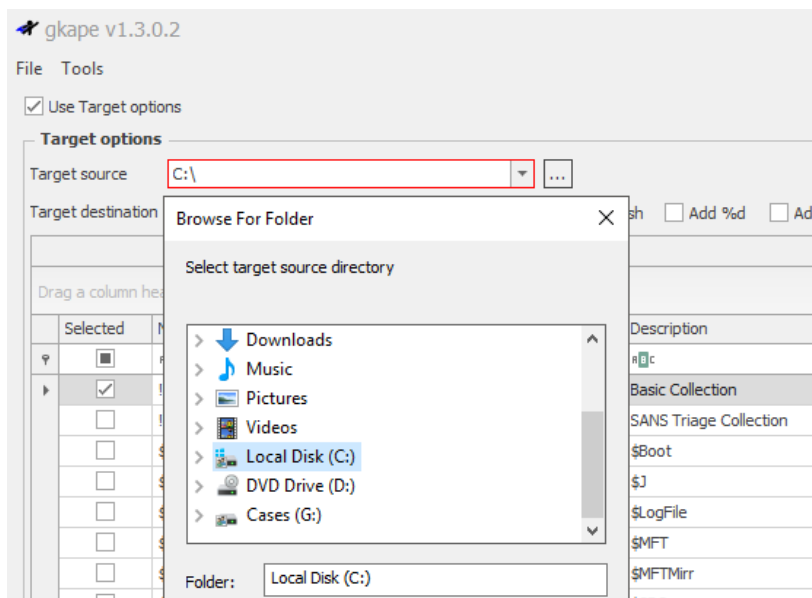 gkape v1.3.0.2
File Tools
Use Target options
Target options
Target source C:\ ...
Target destination sh Add %d Ad
Browse For Folder
Select target source directory
Drag a column hea
Selected Description
Downloads
Music
Pictures
Videos
Local Disk (C:)
DVD Drive (D:)
Cases (G:)
Folder: Local Disk (C:)
Basic Collection
SANS Triage Collection
$Boot
$J
$LogFile
$MFT
$MFTMirr